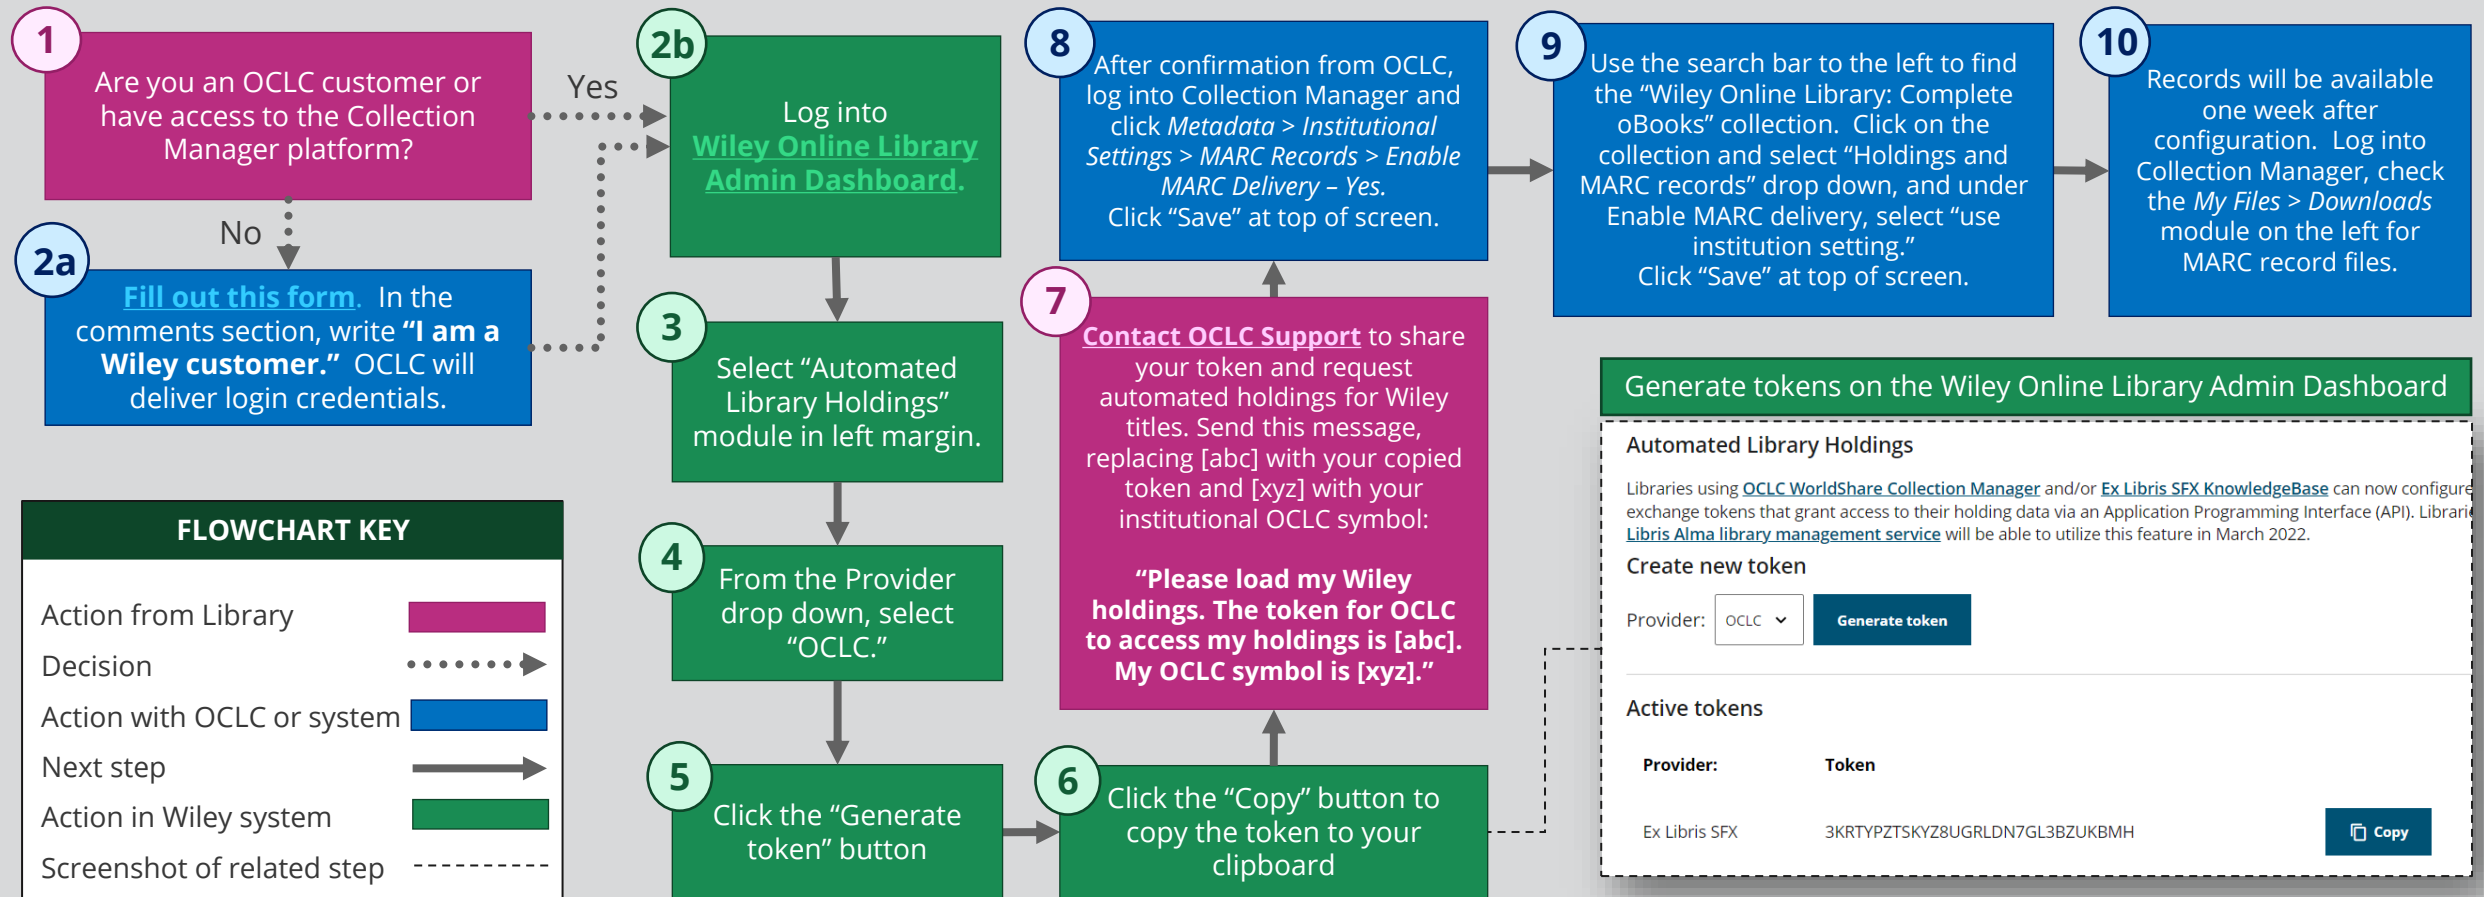 1
Are you an OCLC customer or
have access to the Collection
Manager platform?
Yes
No
2a
Fill out this form. In the
comments section, write “I am a
Wiley customer.” OCLC will
deliver login credentials.
2b
Log into
Wiley Online Library
Admin Dashboard.
3
Select “Automated
Library Holdings”
module in left margin.
4
From the Provider
drop down, select
“OCLC.”
5
Click the “Generate
token” button
6
Click the “Copy” button to
copy the token to your
clipboard
7
Contact OCLC Support to share
your token and request
automated holdings for Wiley
titles. Send this message,
replacing [abc] with your copied
token and [xyz] with your
institutional OCLC symbol:
“Please load my Wiley
holdings. The token for OCLC
to access my holdings is [abc].
My OCLC symbol is [xyz].”
8
After confirmation from OCLC,
log into Collection Manager and
click Metadata > Institutional
Settings > MARC Records > Enable
MARC Delivery – Yes.
Click “Save” at top of screen.
9
Use the search bar to the left to find
the “Wiley Online Library: Complete
oBooks” collection. Click on the
collection and select “Holdings and
MARC records” drop down, and under
Enable MARC delivery, select “use
institution setting.”
Click “Save” at top of screen.
10
Records will be available
one week after
configuration. Log into
Collection Manager, check
the My Files > Downloads
module on the left for
MARC record files.
FLOWCHART KEY
Action from Library
Decision
Action with OCLC or system
Next step
Action in Wiley system
Screenshot of related step
Generate tokens on the Wiley Online Library Admin Dashboard
Automated Library Holdings
Libraries using OCLC WorldShare Collection Manager and/or Ex Libris SFX KnowledgeBase can now configure
exchange tokens that grant access to their holding data via an Application Programming Interface (API). Librari
Libris Alma library management service will be able to utilize this feature in March 2022.
Create new token
Provider: OCLC Generate token
Active tokens
Provider: Token
Ex Libris SFX 3KRTYPZTSKYZ8UGRLDN7GL3BZUKBMH Copy